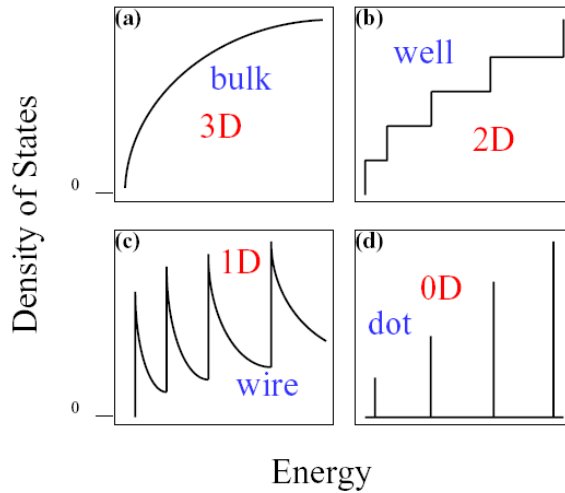 (a)
bulk
3D
(b)
well
2D
0
Density of States
(c)
1D
wire
(d)
0D
dot
0
Energy